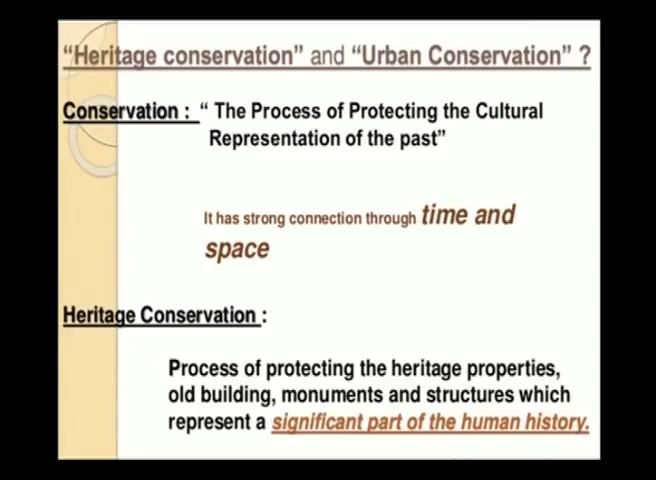 “Heritage conservation” and “Urban Conservation” ?
Conservation : “ The Process of Protecting the Cultural
Representation of the past”
It has strong connection through time and
space
Heritage Conservation :
Process of protecting the heritage properties,
old building, monuments and structures which
represent a significant part of the human history.